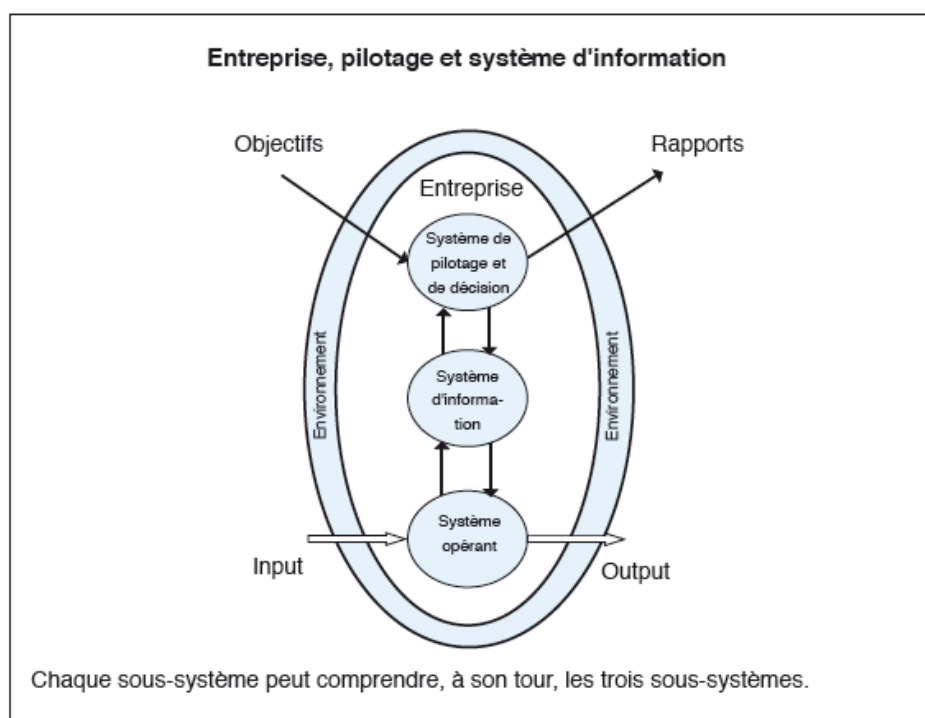 Entreprise, pilotage et système d'information
Objectifs
Rapports
Entreprise
Système de
pilotage et
de décision
Environnement
Système
d'informa-
tion
Environnement
Système
opérant
Input
Output
Chaque sous-système peut comprendre, à son tour, les trois sous-systèmes.